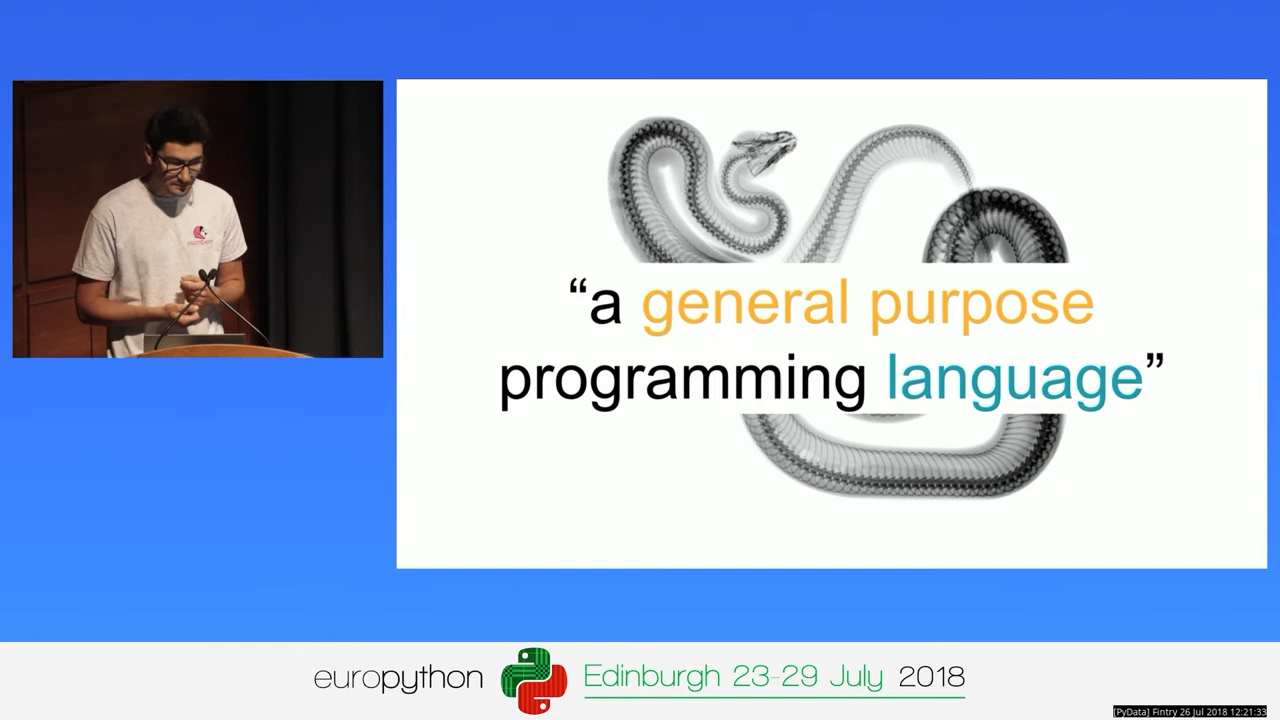 “a general purpose
programming language”
europython
Edinburgh 23-29 July 2018
[PyData] Fintry 26 Jul 2018 12:21:33